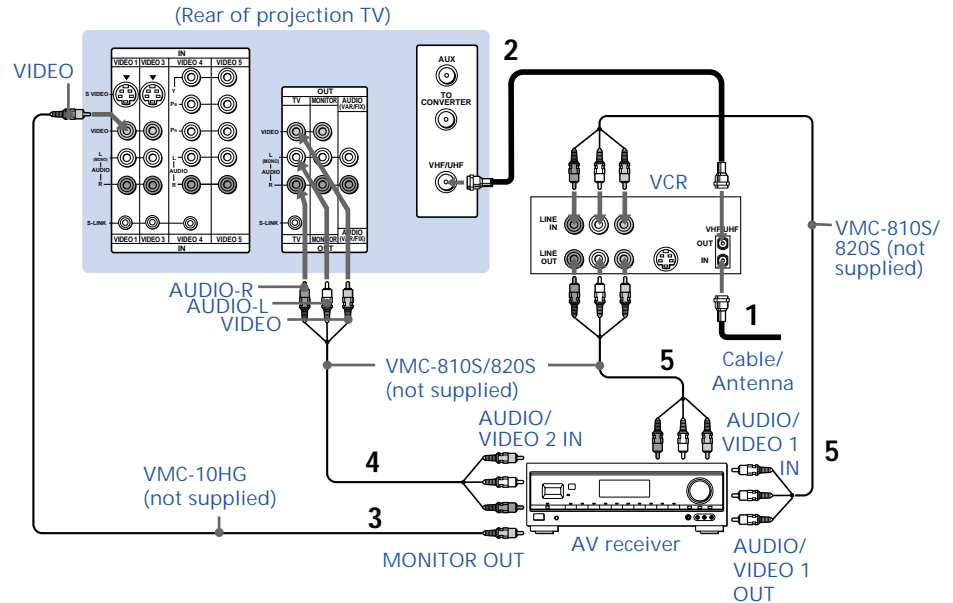 (Rear of projection TV)
VIDEO
IN
VIDEO 1 VIDEO 3 VIDEO 4 VIDEO 5
S VIDEO
Y
PB
VIDEO
PR
L
(MONO)
AUDIO
R
L
AUDIO
R
S-LINK
VIDEO 1 VIDEO 3 VIDEO 4 VIDEO 5
IN
OUT
TV MONITOR AUDIO
(VAR/FIX)
VIDEO
L
(MONO)
AUDIO
R
S-LINK
AUDIO
TV MONITOR (VAR/FIX)
OUT
AUX
TO
CONVERTER
VHF/UHF
2
VCR
LINE
IN
LINE
OUT
VHF/UHF
OUT
IN
VMC-810S/
820S (not
supplied)
1
Cable/
Antenna
AUDIO-R
AUDIO-L
VIDEO
VMC-810S/820S
(not supplied)
5
AUDIO/
VIDEO 2 IN
AUDIO/
VIDEO 1
IN
5
4
VMC-10HG
(not supplied)
3
MONITOR OUT
AV receiver
AUDIO/
VIDEO 1
OUT